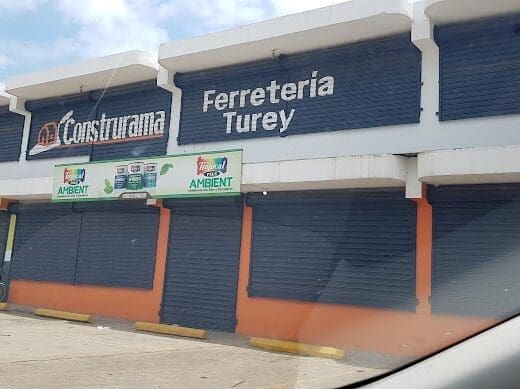 Construrama
Ferretería
Turey
Tropical
AMBIENT
Tropical
AMBIENT